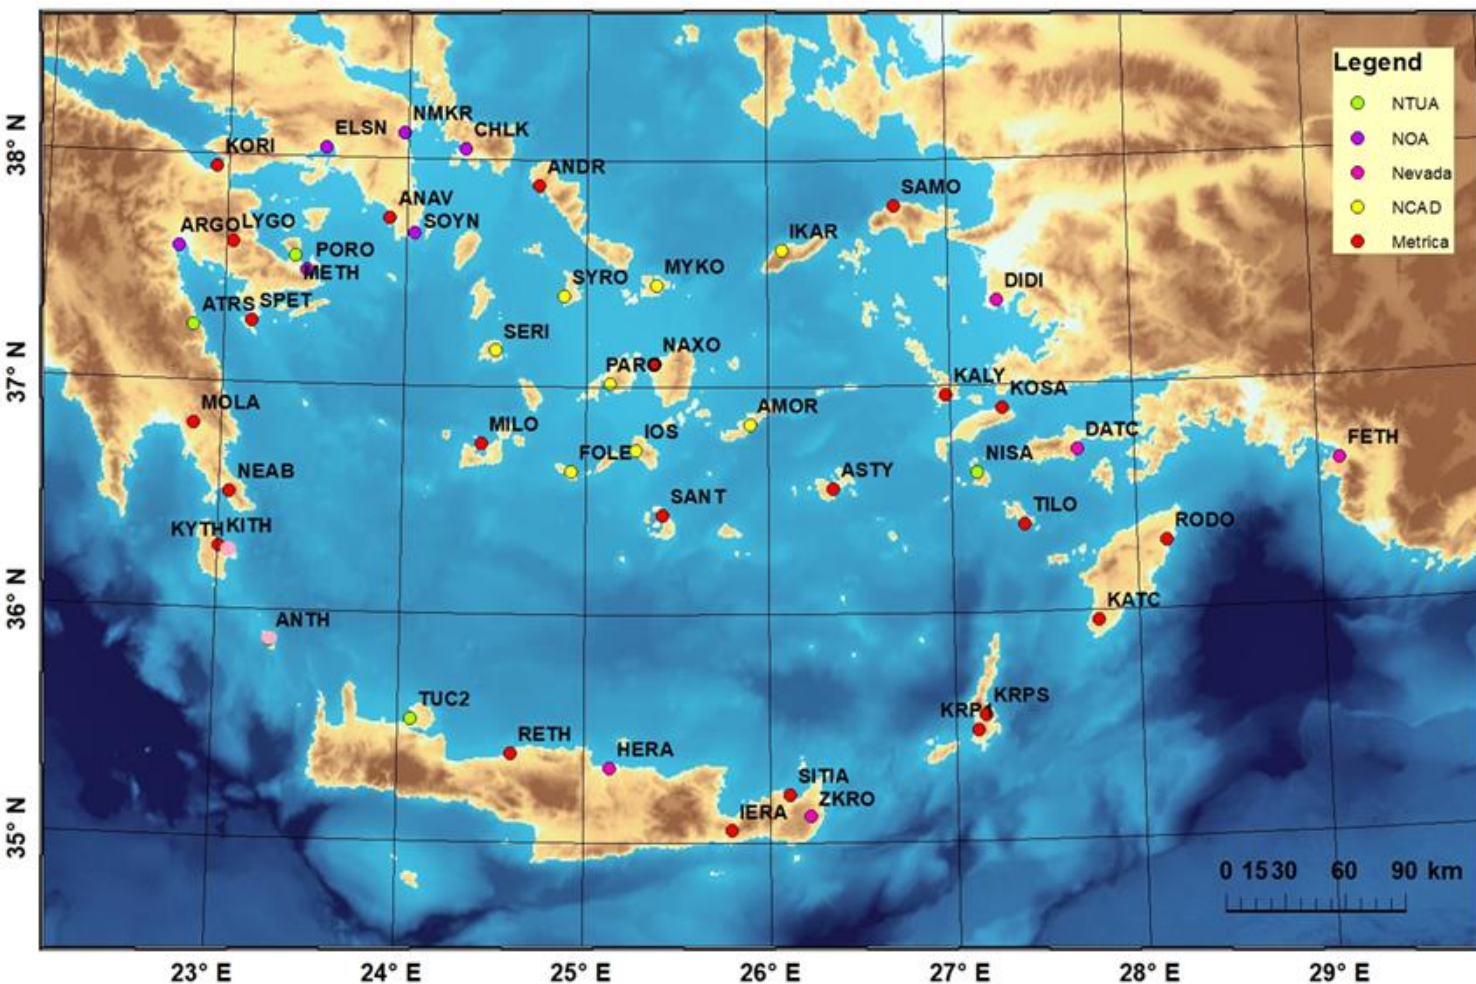 Legend
NTUA
NOA
Nevada
NCAD
Metrica
38° N
37° N
36° N
35° N
NMKR
ELSN
CHLK
KORI
ANDR
SAMO
ANAV
ARGO LYGO
SOYN
IKAR
PORO
METH
SYRO
MYKO
DIDI
ATRS SPET
SERI
NAXO
PARO
KALY
KOSA
MOLA
AMOR
MILO
IOS
DATC
FETH
FOLE
NISA
NEAB
ASTY
SANT
TILO
RODO
KYTH KITH
KATC
ANTH
TUC2
KRPS
KRP1
RETH
HERA
SITIA
ZKRO
IERA
0 15 30 60 90 km
23° E 24° E 25° E 26° E 27° E 28° E 29° E